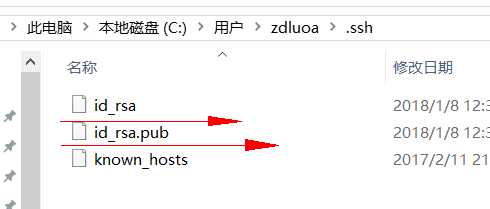 此电脑 › 本地磁盘 (C:) › 用户 › zdluoa › .ssh
名称 修改日期
id_rsa 2018/1/8 12:3
id_rsa.pub 2018/1/8 12:3
known_hosts 2017/2/11 21